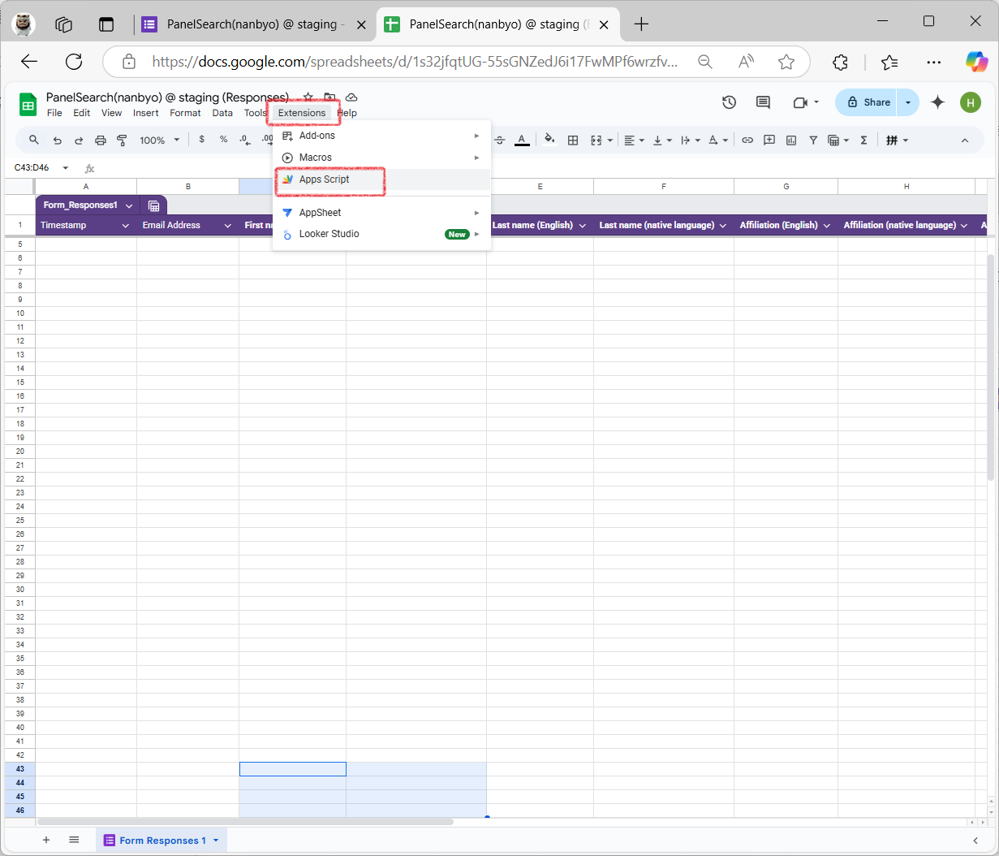 PanelSearch(nanbyo) @ staging -
PanelSearch(nanbyo) @ staging (
https://docs.google.com/spreadsheets/d/1s32jfqtUG-55sGNZedJ6i17FwMPf6wrzfv...
PanelSearch(nanbyo) @ staging (Responses)
File Edit View Insert Format Data Tools Extensions Help
Share
H
100% $ % .0 .00
Add-ons
Macros
Apps Script
AppSheet
Looker Studio New
C43:D46
fx
A B E F G H
Form_Responses1
1 Timestamp Email Address First Last name (English) Last name (native language) Affiliation (English) Affiliation (native language) A
5
6
7
8
9
10
11
12
13
14
15
16
17
18
19
20
21
22
23
24
25
26
27
28
29
30
31
32
33
34
35
36
37
38
39
40
41
42
43
44
45
46
Form Responses 1